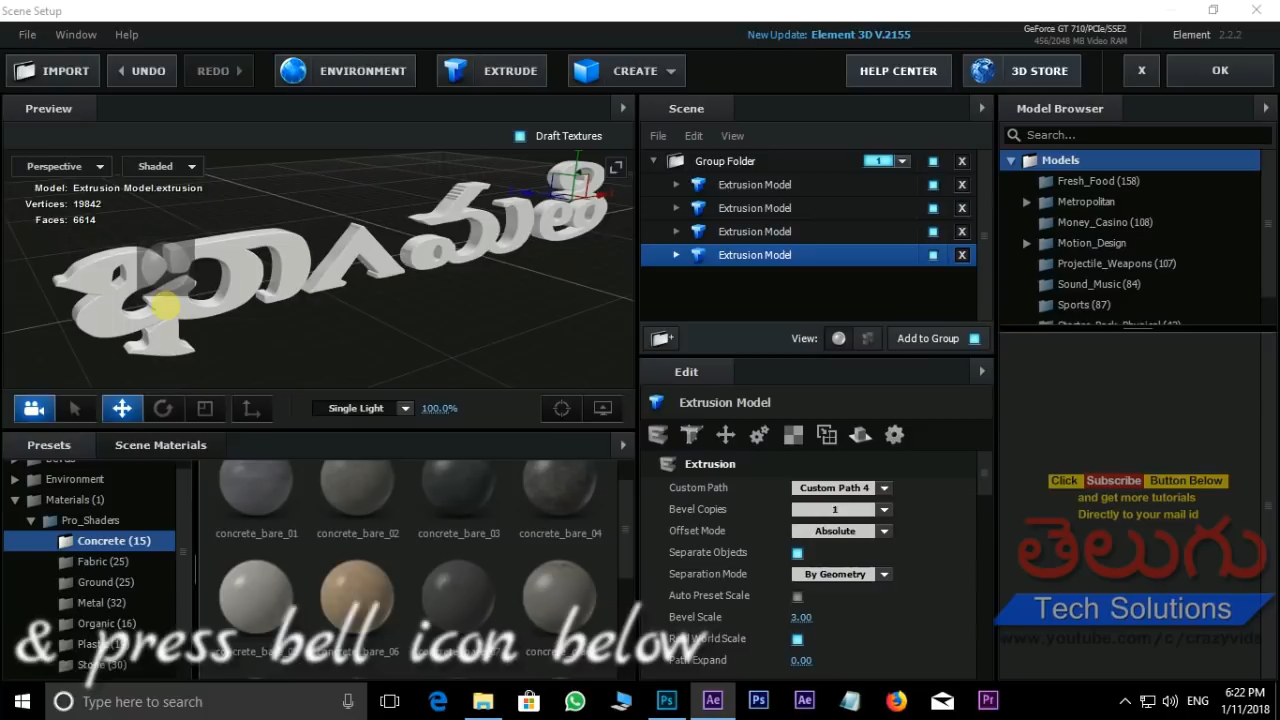 Scene Setup
File Window Help
New Update: Element 3D V.2155
GeForce GT 710/PCIe/SSE2
456/2048 MB Video RAM
Element 2.2.2
IMPORT UNDO REDO ENVIRONMENT EXTRUDE CREATE HELP CENTER 3D STORE X OK
Preview
Draft Textures
Perspective Shaded
Model: Extrusion Model.extrusion
Vertices: 19842
Faces: 6614
Single Light 100.0%
Scene
File Edit View
Group Folder 1 X
Extrusion Model X
Extrusion Model X
Extrusion Model X
Extrusion Model X
View: Add to Group
Model Browser
Search...
Models
Fresh_Food (158)
Metropolitan
Money_Casino (108)
Motion_Design
Projectile_Weapons (107)
Sound_Music (84)
Sports (87)
Presets Scene Materials
Environment
Materials (1)
Pro_Shaders
Concrete (15)
Fabric (25)
Ground (25)
Metal (32)
Organic (16)
concrete_bare_01 concrete_bare_02 concrete_bare_03 concrete_bare_04
concrete_bare_06
Edit
Extrusion Model
Extrusion
Custom Path Custom Path 4
Bevel Copies 1
Offset Mode Absolute
Separate Objects
Separation Mode By Geometry
Auto Preset Scale
Bevel Scale 3.00
Real World Scale
Path Expand 0.00
& press bell icon below
Click Subscribe Button Below
and get more tutorials
Directly to your mail id
తెలుగు
Tech Solutions
www.youtube.com/c/crazyvids
Type here to search
ENG
6:22 PM
1/11/2018